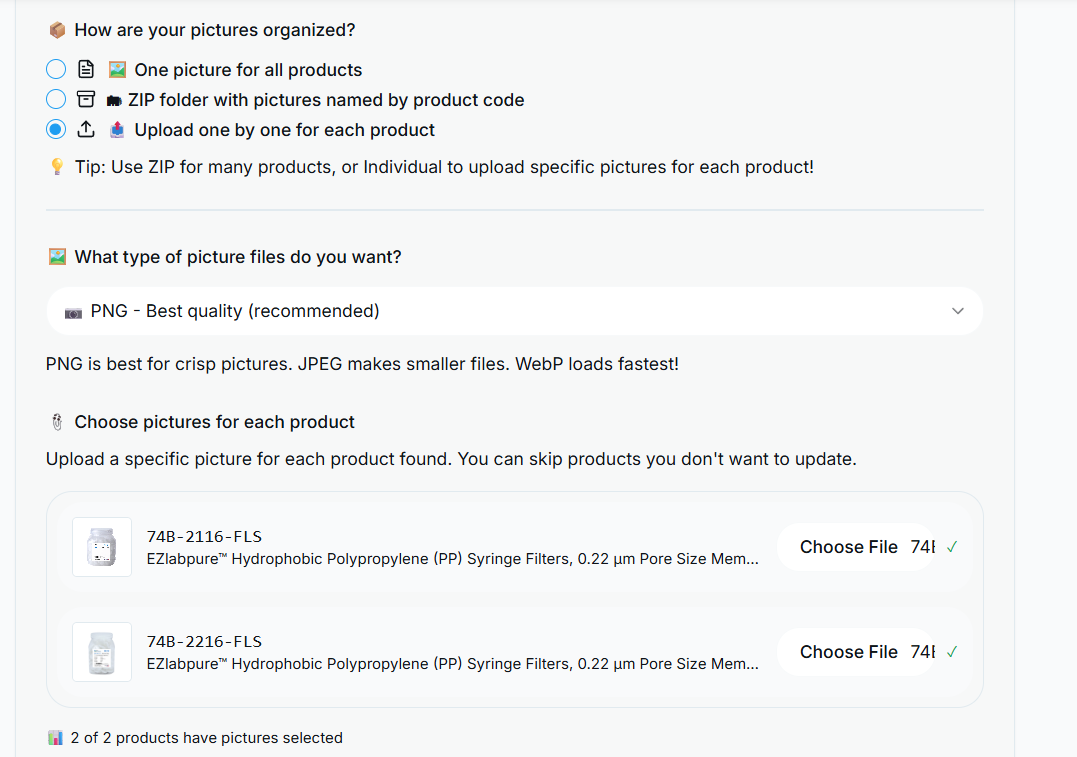 How are your pictures organized?
One picture for all products
ZIP folder with pictures named by product code
Upload one by one for each product
Tip: Use ZIP for many products, or Individual to upload specific pictures for each product!
What type of picture files do you want?
PNG - Best quality (recommended)
PNG is best for crisp pictures. JPEG makes smaller files. WebP loads fastest!
Choose pictures for each product
Upload a specific picture for each product found. You can skip products you don't want to update.
74B-2116-FLS
EZlabpure™ Hydrophobic Polypropylene (PP) Syringe Filters, 0.22 µm Pore Size Mem...
Choose File 74
74B-2216-FLS
EZlabpure™ Hydrophobic Polypropylene (PP) Syringe Filters, 0.22 µm Pore Size Mem...
Choose File 74
2 of 2 products have pictures selected